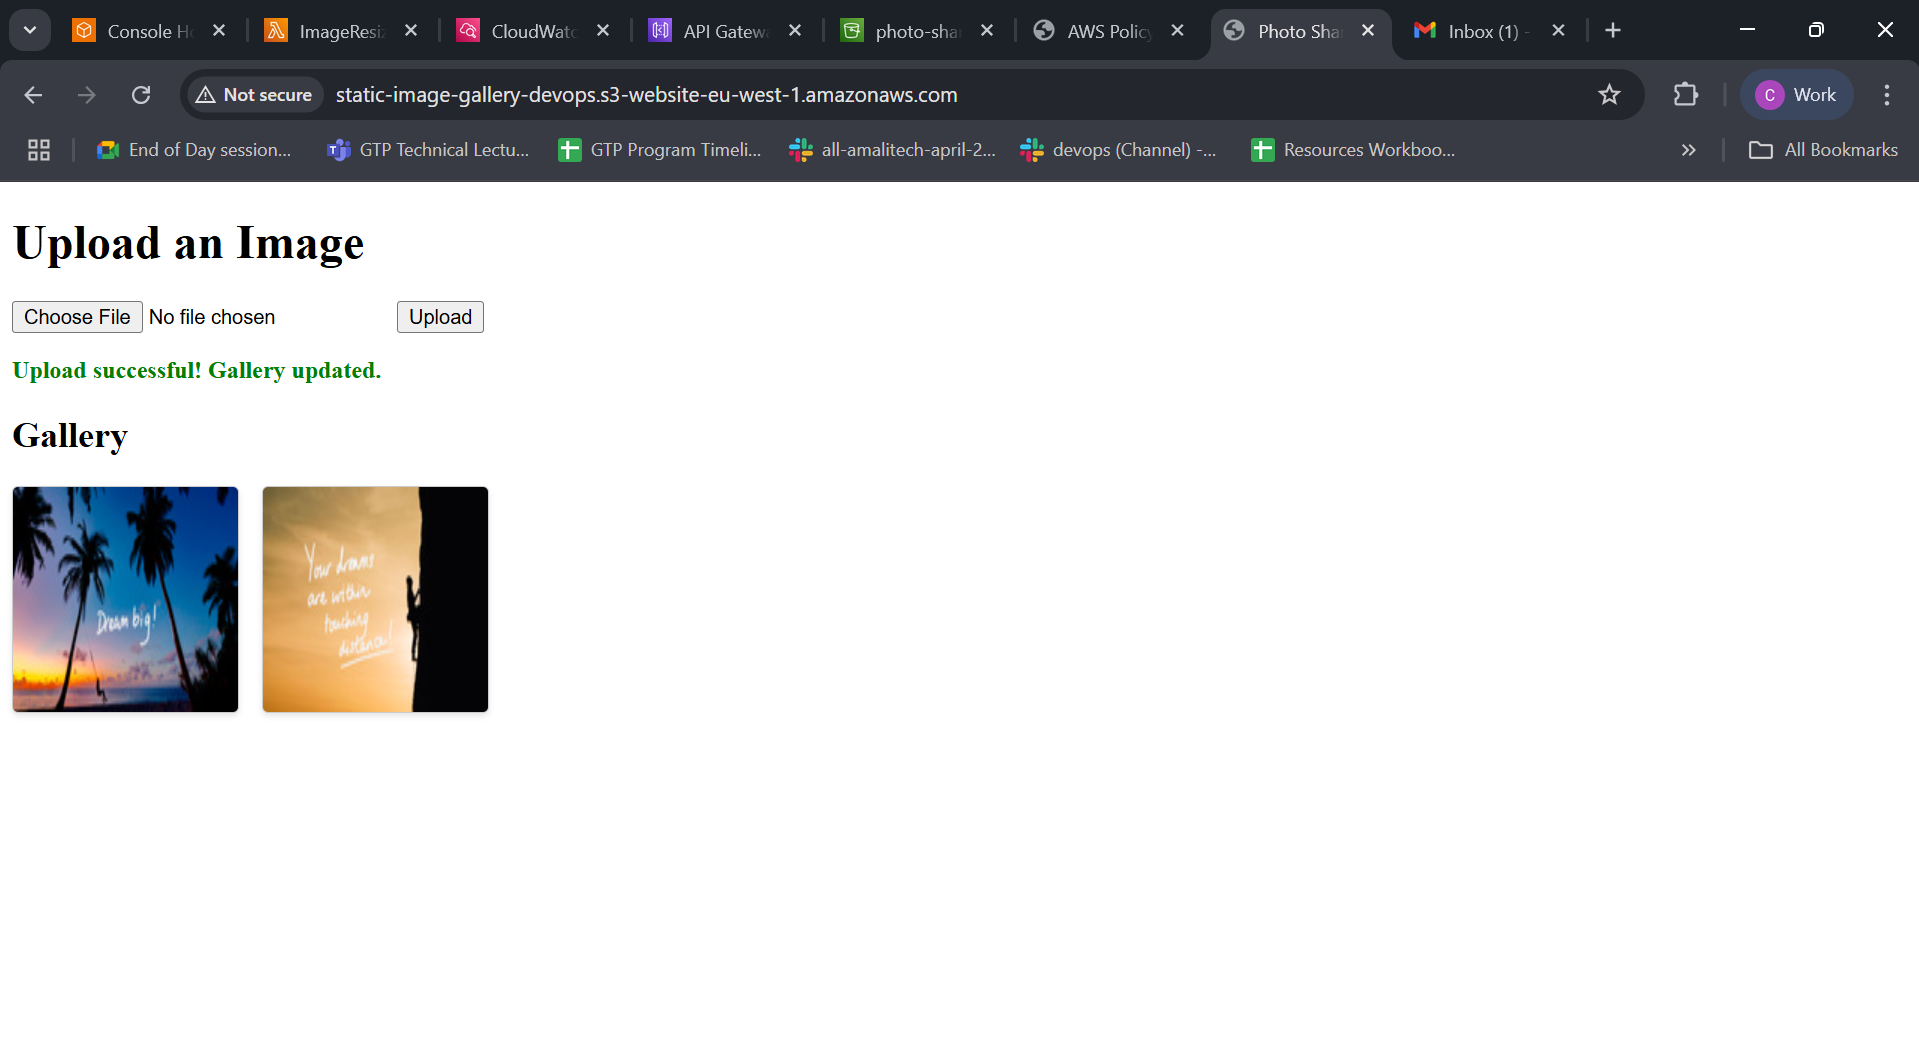 Console H
ImageResiz
CloudWatc
API Gatew
photo-sha
AWS Policy
Photo Sha
Inbox (1) -
Not secure
static-image-gallery-devops.s3-website-eu-west-1.amazonaws.com
C Work
End of Day session...
GTP Technical Lectu...
GTP Program Timeli...
all-amalitech-april-2...
devops (Channel) -...
Resources Workboo...
All Bookmarks
Upload an Image
Choose File No file chosen Upload
Upload successful! Gallery updated.
Gallery
Dream big!
Your dreams
are within
touching
distance!